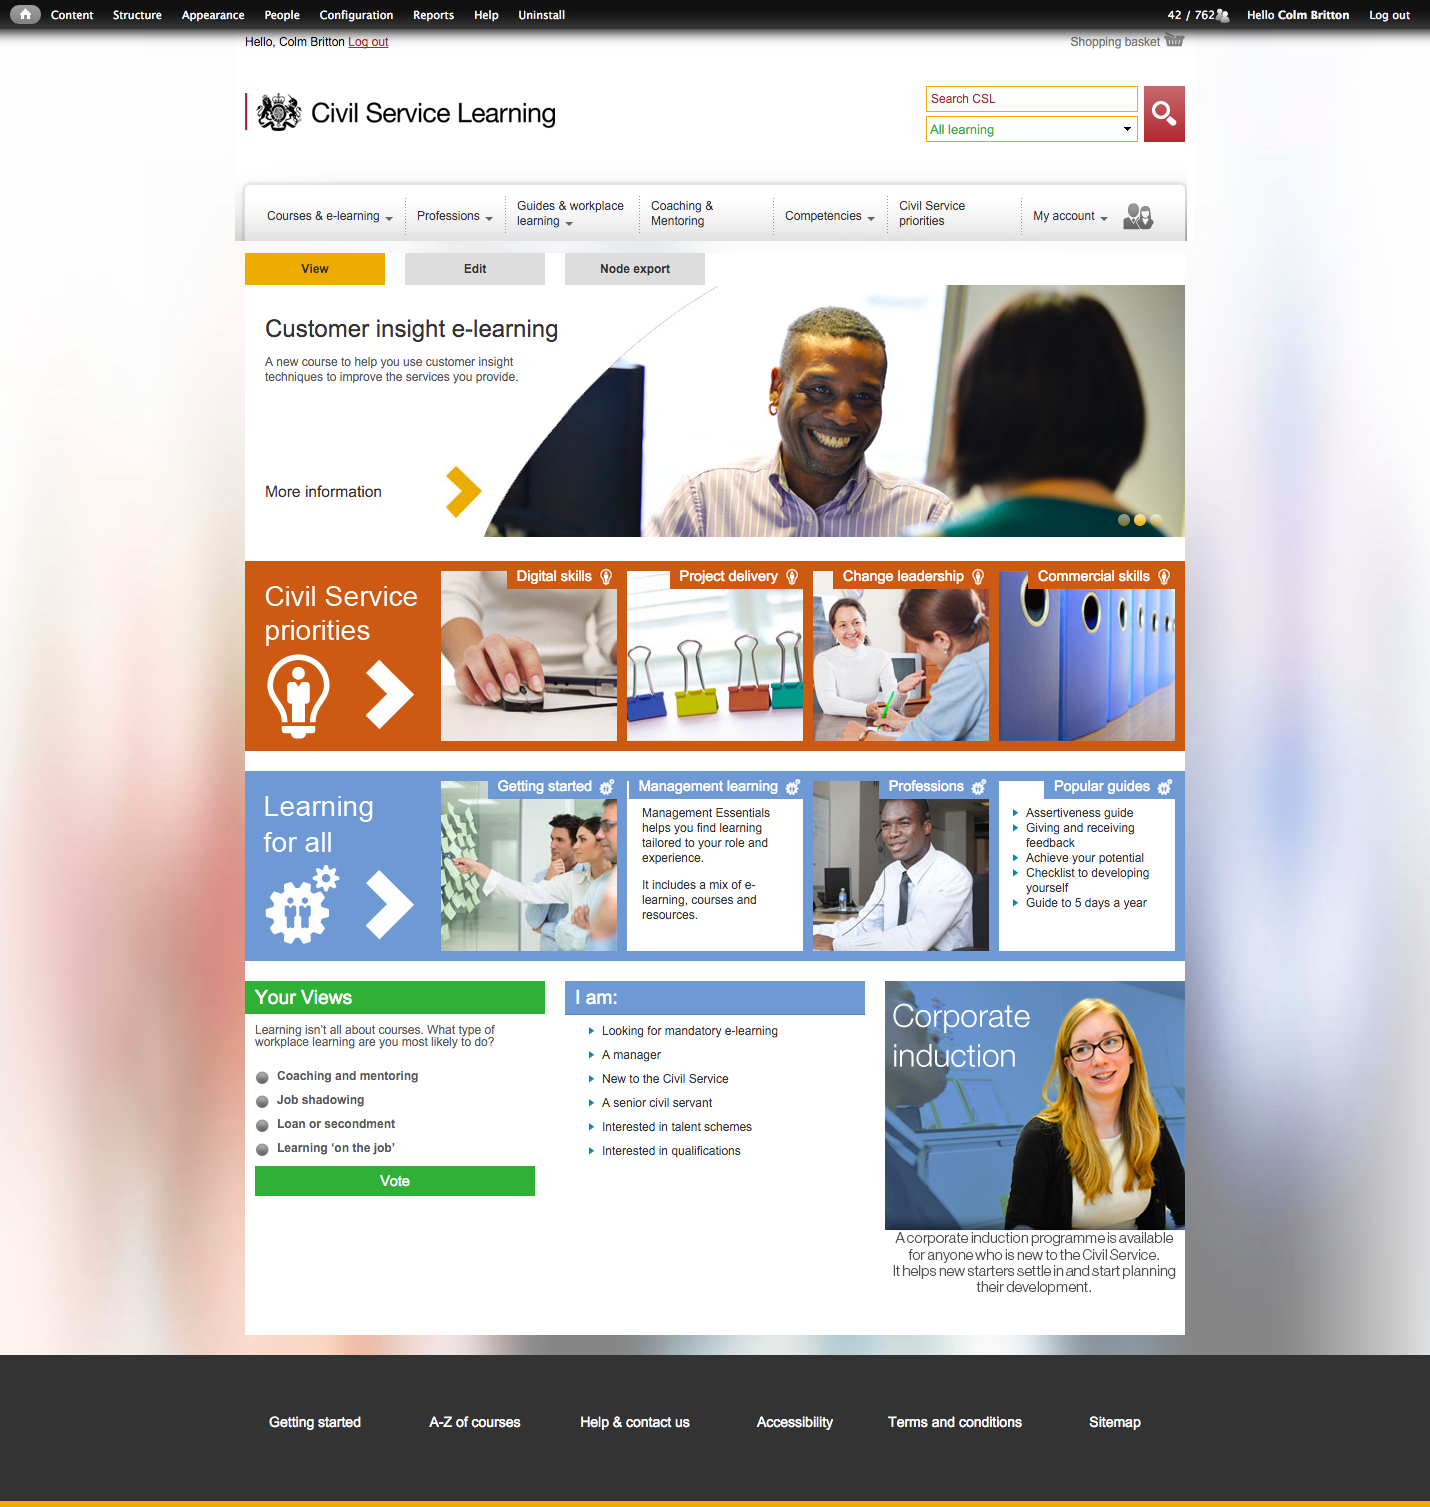 Content Structure Appearance People Configuration Reports Help Uninstall 42 / 762 Hello Colm Britton Log out
Hello, Colm Britton Log out
Shopping basket
Civil Service Learning
Search CSL
All learning
Courses & e-learning
Professions
Guides & workplace
learning
Coaching &
Mentoring
Competencies
Civil Service
priorities
My account
View
Edit
Node export
Customer insight e-learning
A new course to help you use customer insight
techniques to improve the services you provide.
More information
Civil Service
priorities
Digital skills
Project delivery
Change leadership
Commercial skills
Learning
for all
Getting started
Management learning
Management Essentials
helps you find learning
tailored to your role and
experience.
It includes a mix of e-
learning, courses and
resources.
Professions
Popular guides
Assertiveness guide
Giving and receiving
feedback
Achieve your potential
Checklist to developing
yourself
Guide to 5 days a year
Your Views
Learning isn't all about courses. What type of
workplace learning are you most likely to do?
Coaching and mentoring
Job shadowing
Loan or secondment
Learning ‘on the job’
Vote
I am:
Looking for mandatory e-learning
A manager
New to the Civil Service
A senior civil servant
Interested in talent schemes
Interested in qualifications
Corporate
induction
A corporate induction programme is available
for anyone who is new to the Civil Service.
It helps new starters settle in and start planning
their development.
Getting started
A-Z of courses
Help & contact us
Accessibility
Terms and conditions
Sitemap